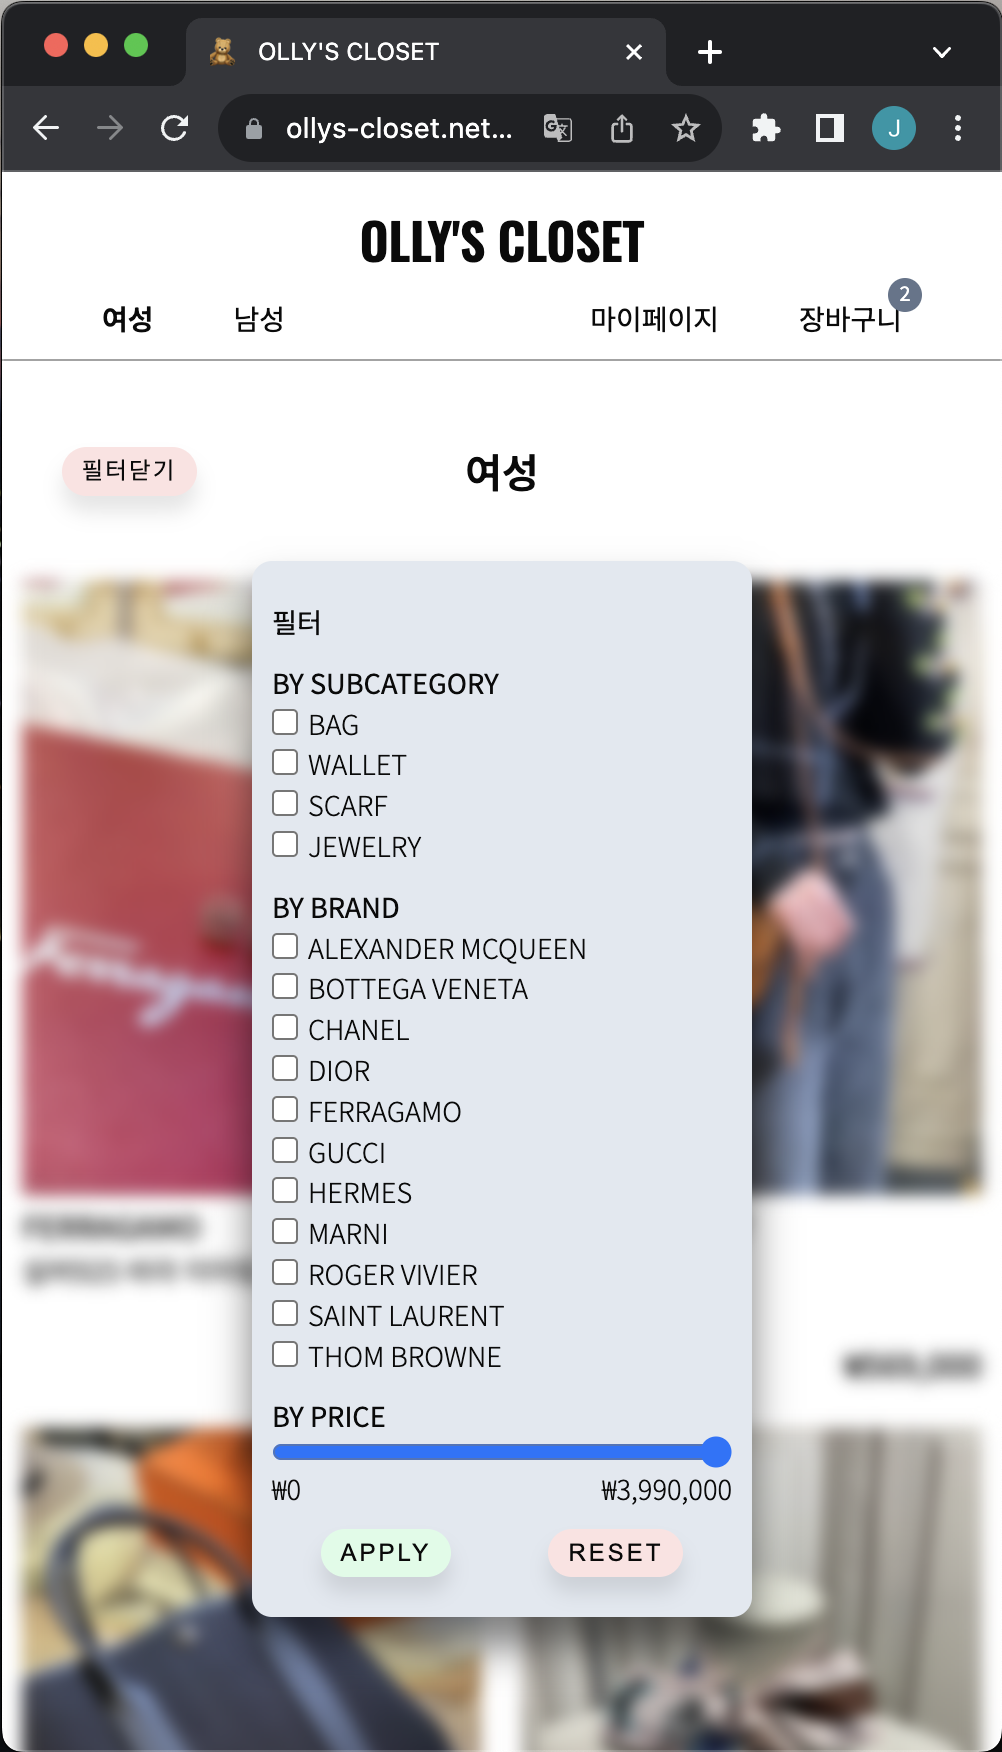 OLLY'S CLOSET
ollys-closet.net...
J
OLLY'S CLOSET
여성 남성 마이페이지 장바구니 2
필터닫기 여성
필터
BY SUBCATEGORY
BAG
WALLET
SCARF
JEWELRY
BY BRAND
ALEXANDER MCQUEEN
BOTTEGA VENETA
CHANEL
DIOR
FERRAGAMO
GUCCI
HERMES
MARNI
ROGER VIVIER
SAINT LAURENT
THOM BROWNE
BY PRICE
₩0 ₩3,990,000
APPLY RESET
FERRAGAMO